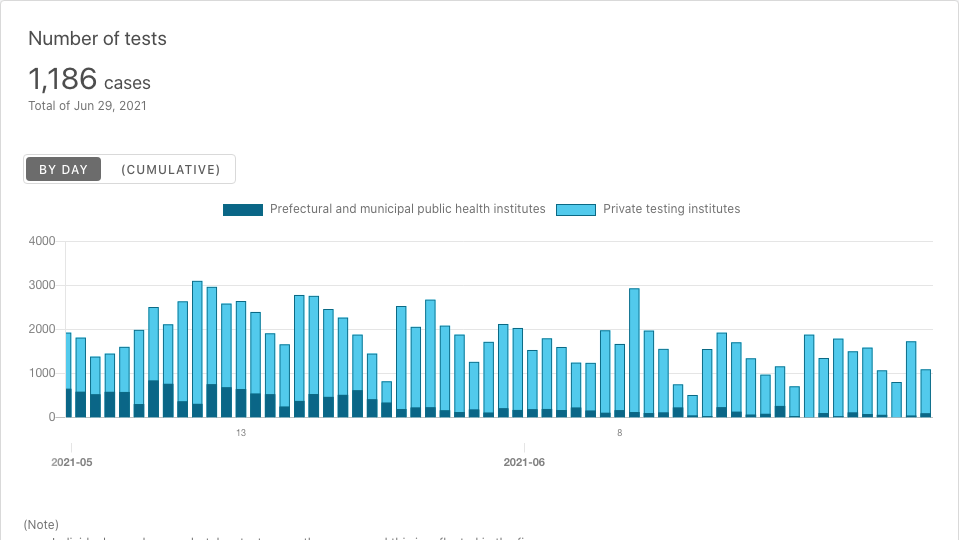 Number of tests
1,186 cases
Total of Jun 29, 2021
BY DAY (CUMULATIVE)
Prefectural and municipal public health institutes Private testing institutes
4000
3000
2000
1000
0
13 8
2021-05 2021-06
(Note)